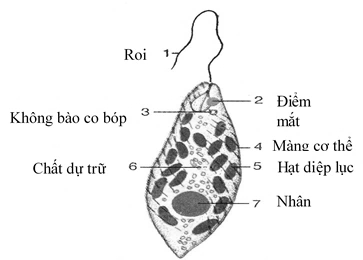 Roi 1
2 Điểm mắt
Không bào co bóp 3
4 Màng cơ thể
Chất dự trữ 6
5 Hạt diệp lục
7 Nhân